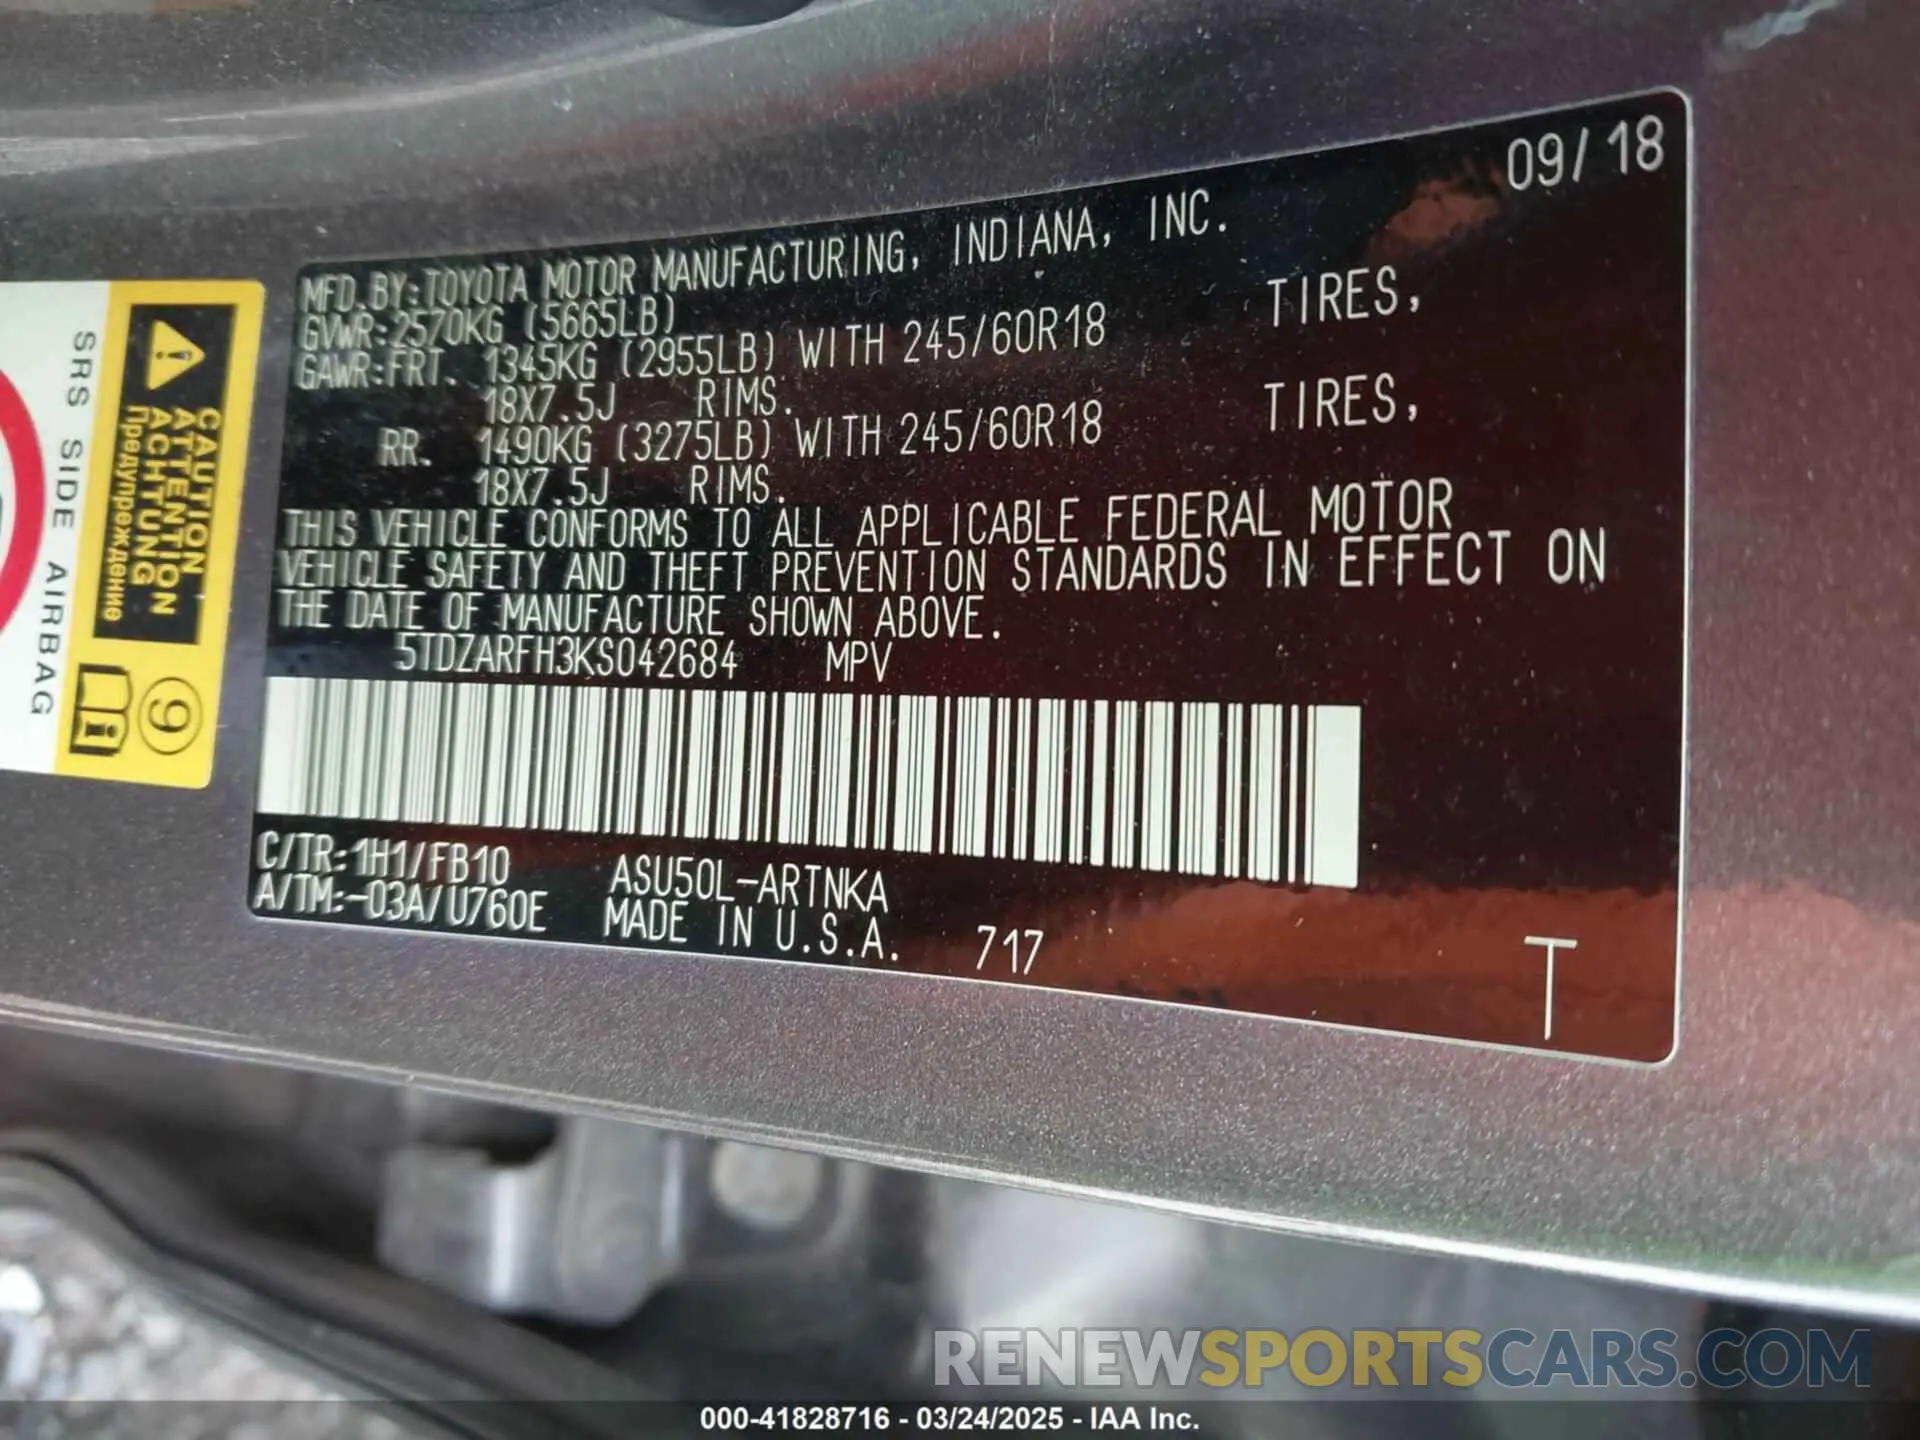 09/18
MFD.BY:TOYOTA MOTOR MANUFACTURING, INDIANA, INC.
GVWR:2570KG (5665LB)
GAWR:FRT. 1345KG (2955LB) WITH 245/60R18 TIRES,
18X7.5J RIMS.
RR. 1490KG (3275LB) WITH 245/60R18 TIRES,
18X7.5J RIMS.
THIS VEHICLE CONFORMS TO ALL APPLICABLE FEDERAL MOTOR
VEHICLE SAFETY AND THEFT PREVENTION STANDARDS IN EFFECT ON
THE DATE OF MANUFACTURE SHOWN ABOVE.
5TDZARFH3KS042684 MPV
C/TR:1H1/FB10 ASU50L-ARTNKA
A/TM:-03A/U760E MADE IN U.S.A. 717
T
CAUTION
ATTENTION
ACHTUNG
Предупреждение
9
SRS SIDE AIRBAG
RENEWSPORTSCARS.COM
000-41828716 - 03/24/2025 - IAA Inc.